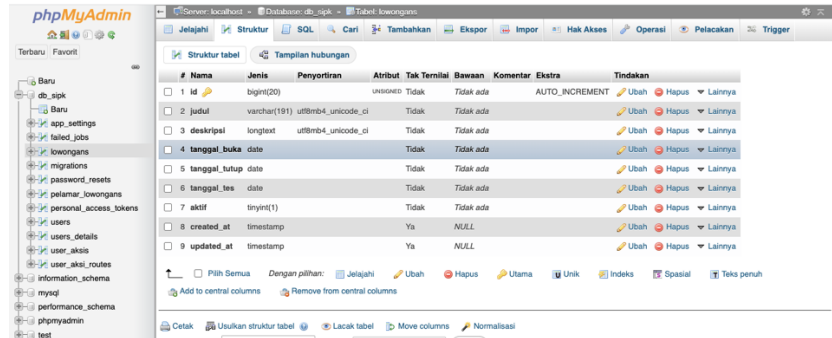 phpMyAdmin
Terbaru Favorit
Baru
db_sipk
Baru
app_settings
failed_jobs
lowongans
migrations
password_resets
pelamar_lowongans
personal_access_tokens
users
users_details
user_aksis
user_aksi_routes
information_schema
mysql
performance_schema
phpmyadmin
test
Server: localhost » Database: db_sipk » Tabel: lowongans
Jelajahi Struktur SQL Cari Tambahkan Ekspor Impor Hak Akses Operasi Pelacakan Trigger
Struktur tabel Tampilan hubungan
# Nama Jenis Penyortiran Atribut Tak Ternilai Bawaan Komentar Ekstra Tindakan
1 id bigint(20) UNSIGNED Tidak Tidak ada AUTO_INCREMENT Ubah Hapus Lainnya
2 judul varchar(191) utf8mb4_unicode_ci Tidak Tidak ada Ubah Hapus Lainnya
3 deskripsi longtext utf8mb4_unicode_ci Tidak Tidak ada Ubah Hapus Lainnya
4 tanggal_buka date Tidak Tidak ada Ubah Hapus Lainnya
5 tanggal_tutup date Tidak Tidak ada Ubah Hapus Lainnya
6 tanggal_tes date Tidak Tidak ada Ubah Hapus Lainnya
7 aktif tinyint(1) Tidak Tidak ada Ubah Hapus Lainnya
8 created_at timestamp Ya NULL Ubah Hapus Lainnya
9 updated_at timestamp Ya NULL Ubah Hapus Lainnya
Pilih Semua Dengan pilihan: Jelajahi Ubah Hapus Utama Unik Indeks Spasial Teks penuh
Add to central columns Remove from central columns
Cetak Usulkan struktur tabel Lacak tabel Move columns Normalisasi